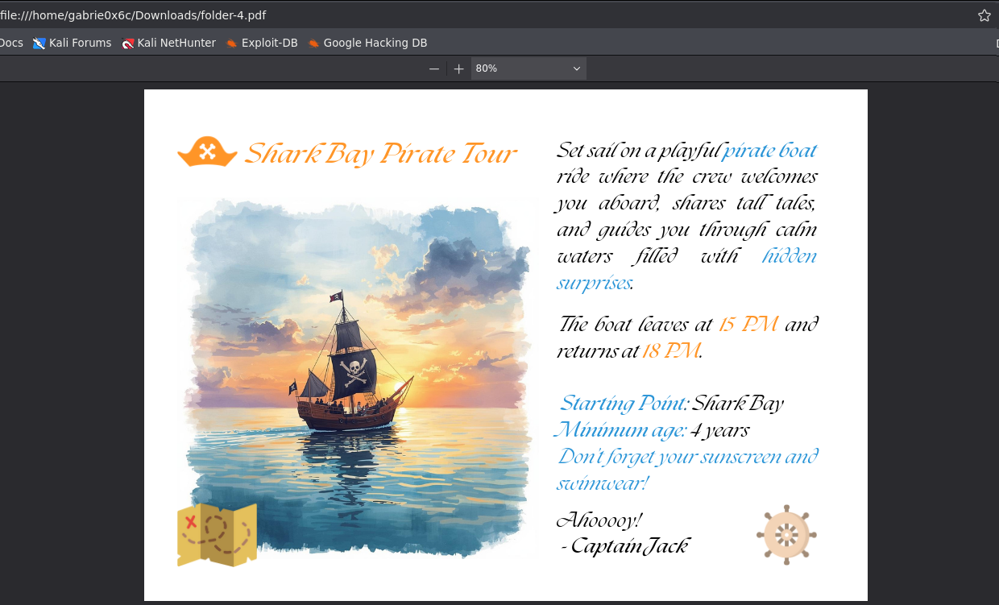 file:///home/gabrie0x6c/Downloads/folder-4.pdf
Docs
Kali Forums
Kali NetHunter
Exploit-DB
Google Hacking DB
80%
Shark Bay Pirate Tour
Set sail on a playful pirate boat
ride where the crew welcomes
you aboard, shares tall tales,
and guides you through calm
waters filled with hidden
surprises.
The boat leaves at 15 PM and
returns at 18 PM.
Starting Point: Shark Bay
Minimum age: 4 years
Don't forget your sunscreen and
swimwear!
Ahooooy!
- Captain Jack